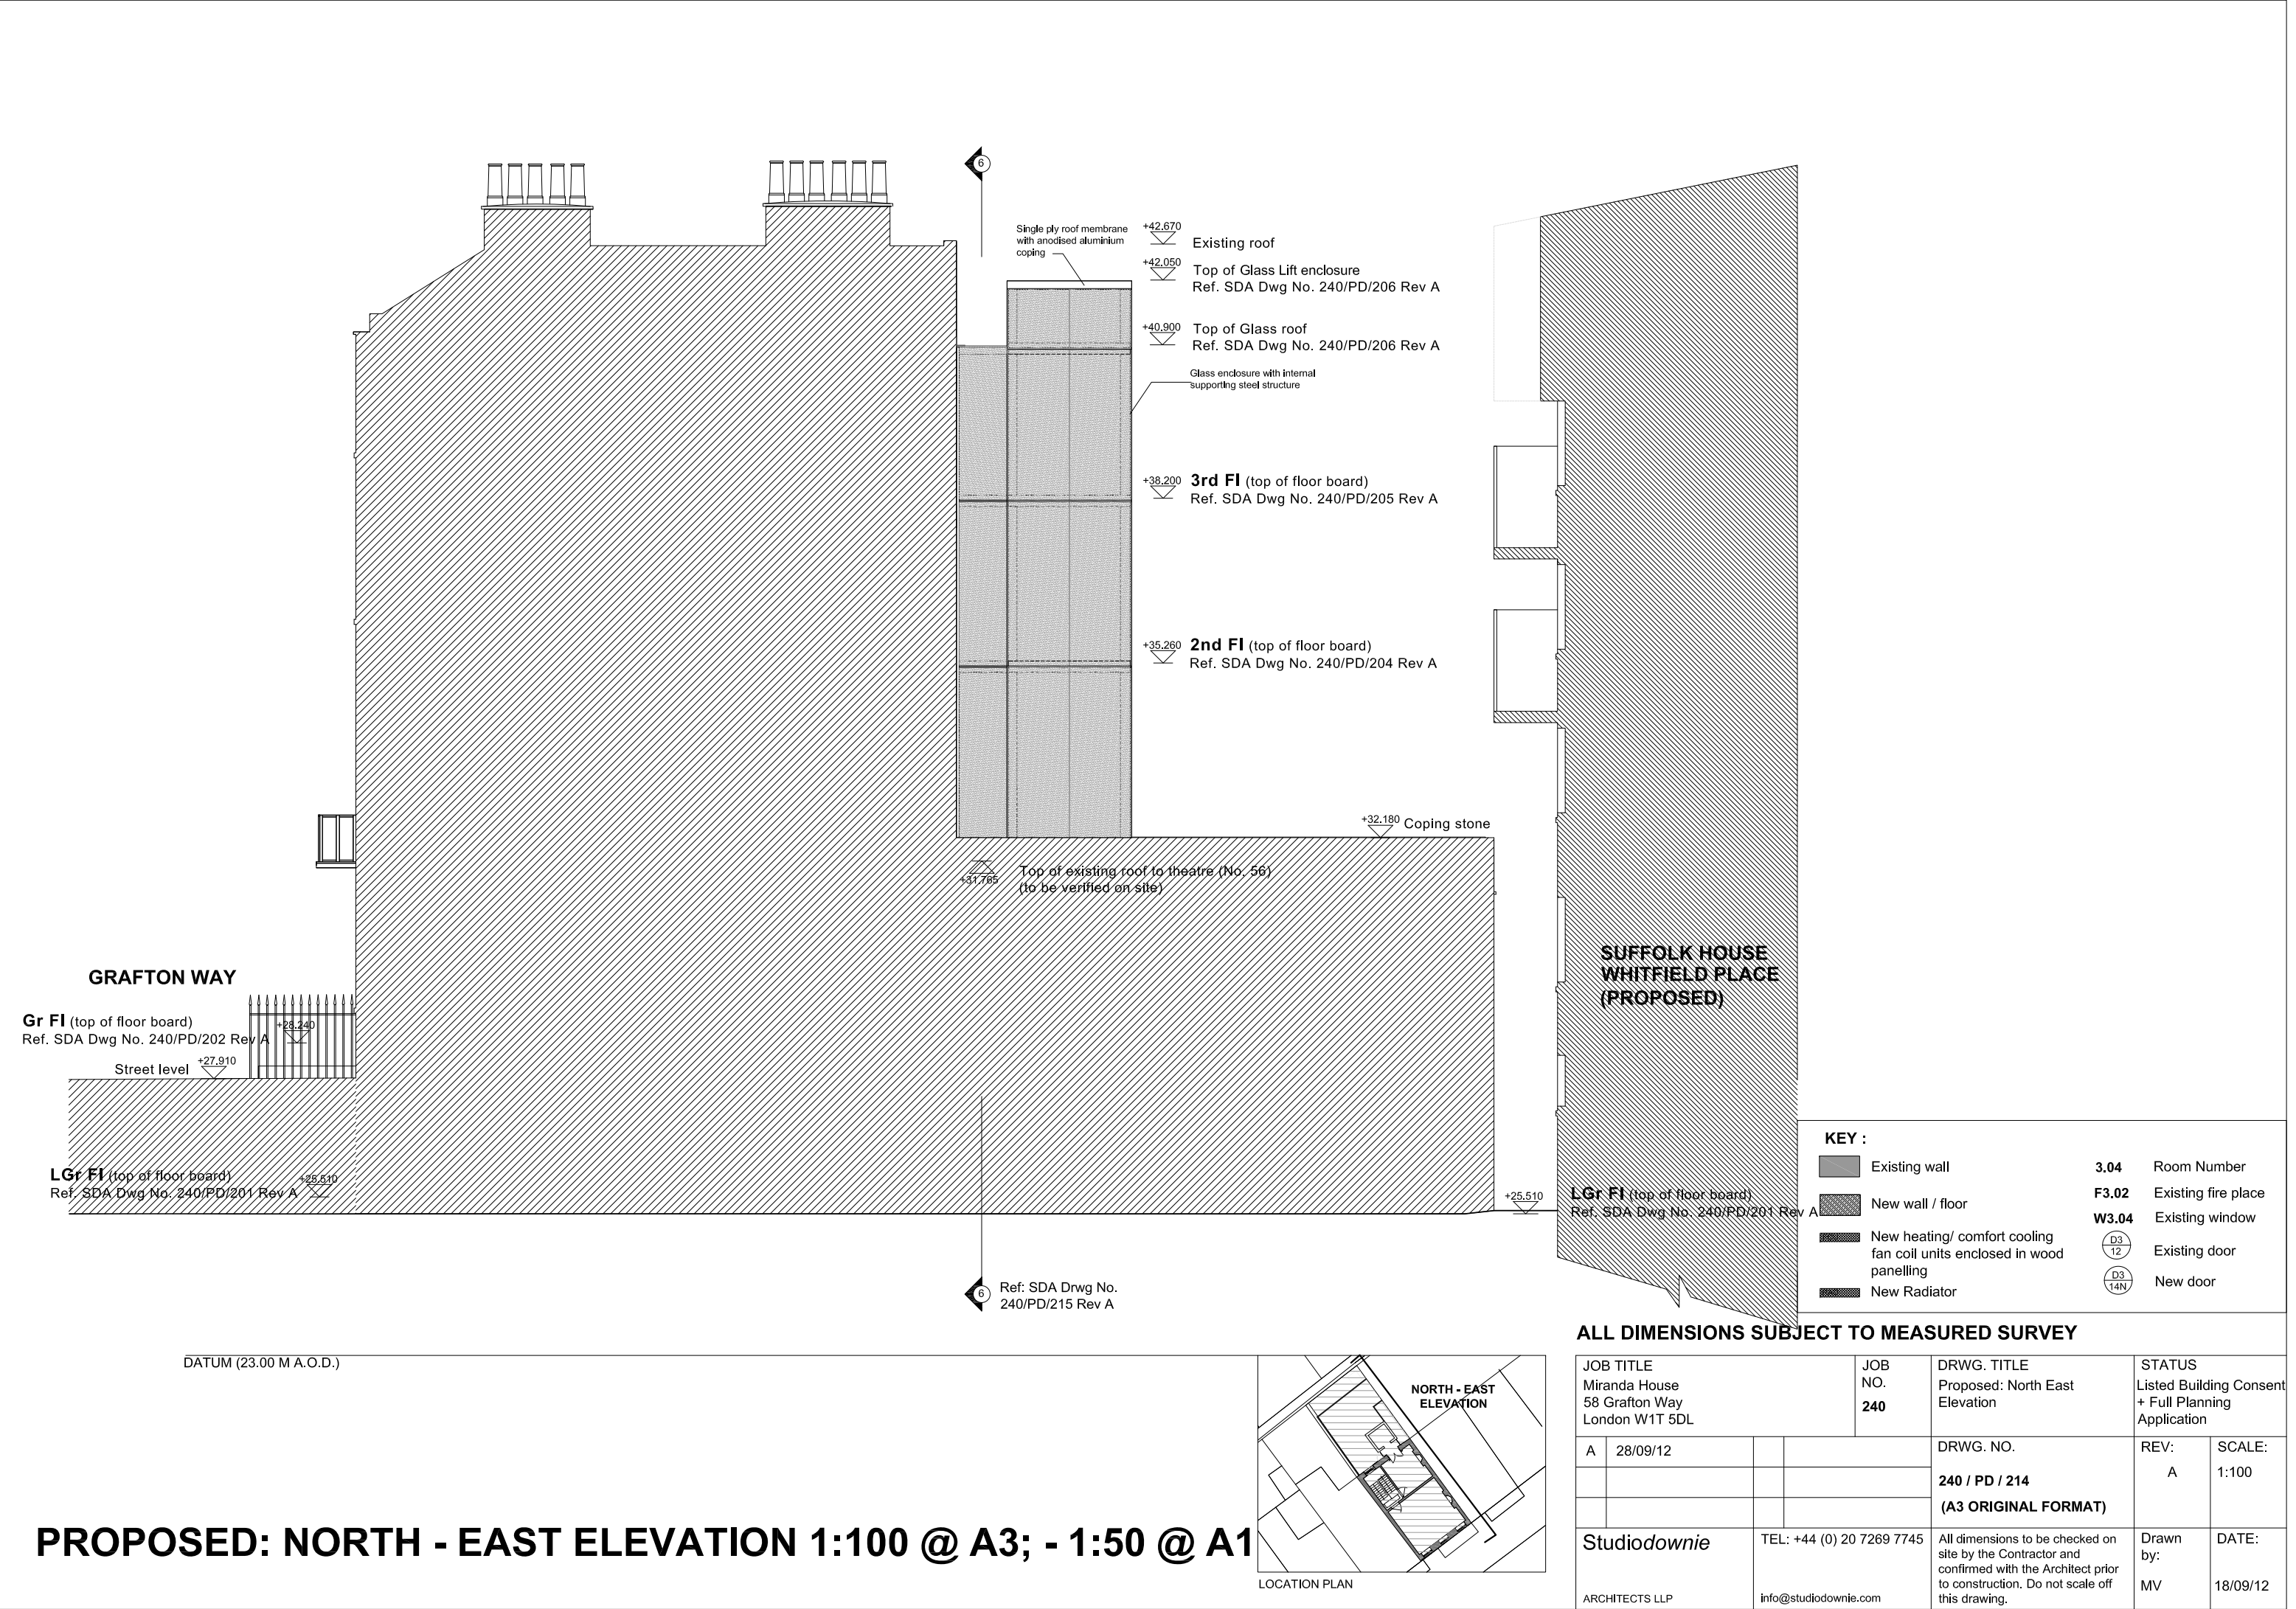 6
Single ply roof membrane
with anodised aluminium
coping
+42.670
Existing roof
+42.050
Top of Glass Lift enclosure
Ref. SDA Dwg No. 240/PD/206 Rev A
+40.900
Top of Glass roof
Ref. SDA Dwg No. 240/PD/206 Rev A
Glass enclosure with internal
supporting steel structure
+38.200
3rd Fl (top of floor board)
Ref. SDA Dwg No. 240/PD/205 Rev A
+35.260
2nd Fl (top of floor board)
Ref. SDA Dwg No. 240/PD/204 Rev A
+32.180 Coping stone
+31.765
Top of existing roof to theatre (No. 56)
(to be verified on site)
GRAFTON WAY
Gr Fl (top of floor board)
Ref. SDA Dwg No. 240/PD/202 Rev A
+28.240
Street level
+27.910
LGr Fl (top of floor board)
Ref. SDA Dwg No. 240/PD/201 Rev A
+25.510
SUFFOLK HOUSE
WHITFIELD PLACE
(PROPOSED)
+25.510
LGr Fl (top of floor board)
Ref. SDA Dwg No. 240/PD/201 Rev A
6
Ref: SDA Drwg No.
240/PD/215 Rev A
DATUM (23.00 M A.O.D.)
KEY :
Existing wall
New wall / floor
New heating/ comfort cooling
fan coil units enclosed in wood
panelling
New Radiator
3.04 Room Number
F3.02 Existing fire place
W3.04 Existing window
D3
12
Existing door
D3
14N
New door
ALL DIMENSIONS SUBJECT TO MEASURED SURVEY
JOB TITLE
Miranda House
58 Grafton Way
London W1T 5DL
JOB
NO.
240
DRWG. TITLE
Proposed: North East
Elevation
STATUS
Listed Building Consent
+ Full Planning
Application
A 28/09/12
DRWG. NO.
240 / PD / 214
(A3 ORIGINAL FORMAT)
REV:
A
SCALE:
1:100
Studiodownie
ARCHITECTS LLP
TEL: +44 (0) 20 7269 7745
info@studiodownie.com
All dimensions to be checked on
site by the Contractor and
confirmed with the Architect prior
to construction. Do not scale off
this drawing.
Drawn
by:
MV
DATE:
18/09/12
NORTH - EAST
ELEVATION
LOCATION PLAN
PROPOSED: NORTH - EAST ELEVATION 1:100 @ A3; - 1:50 @ A1